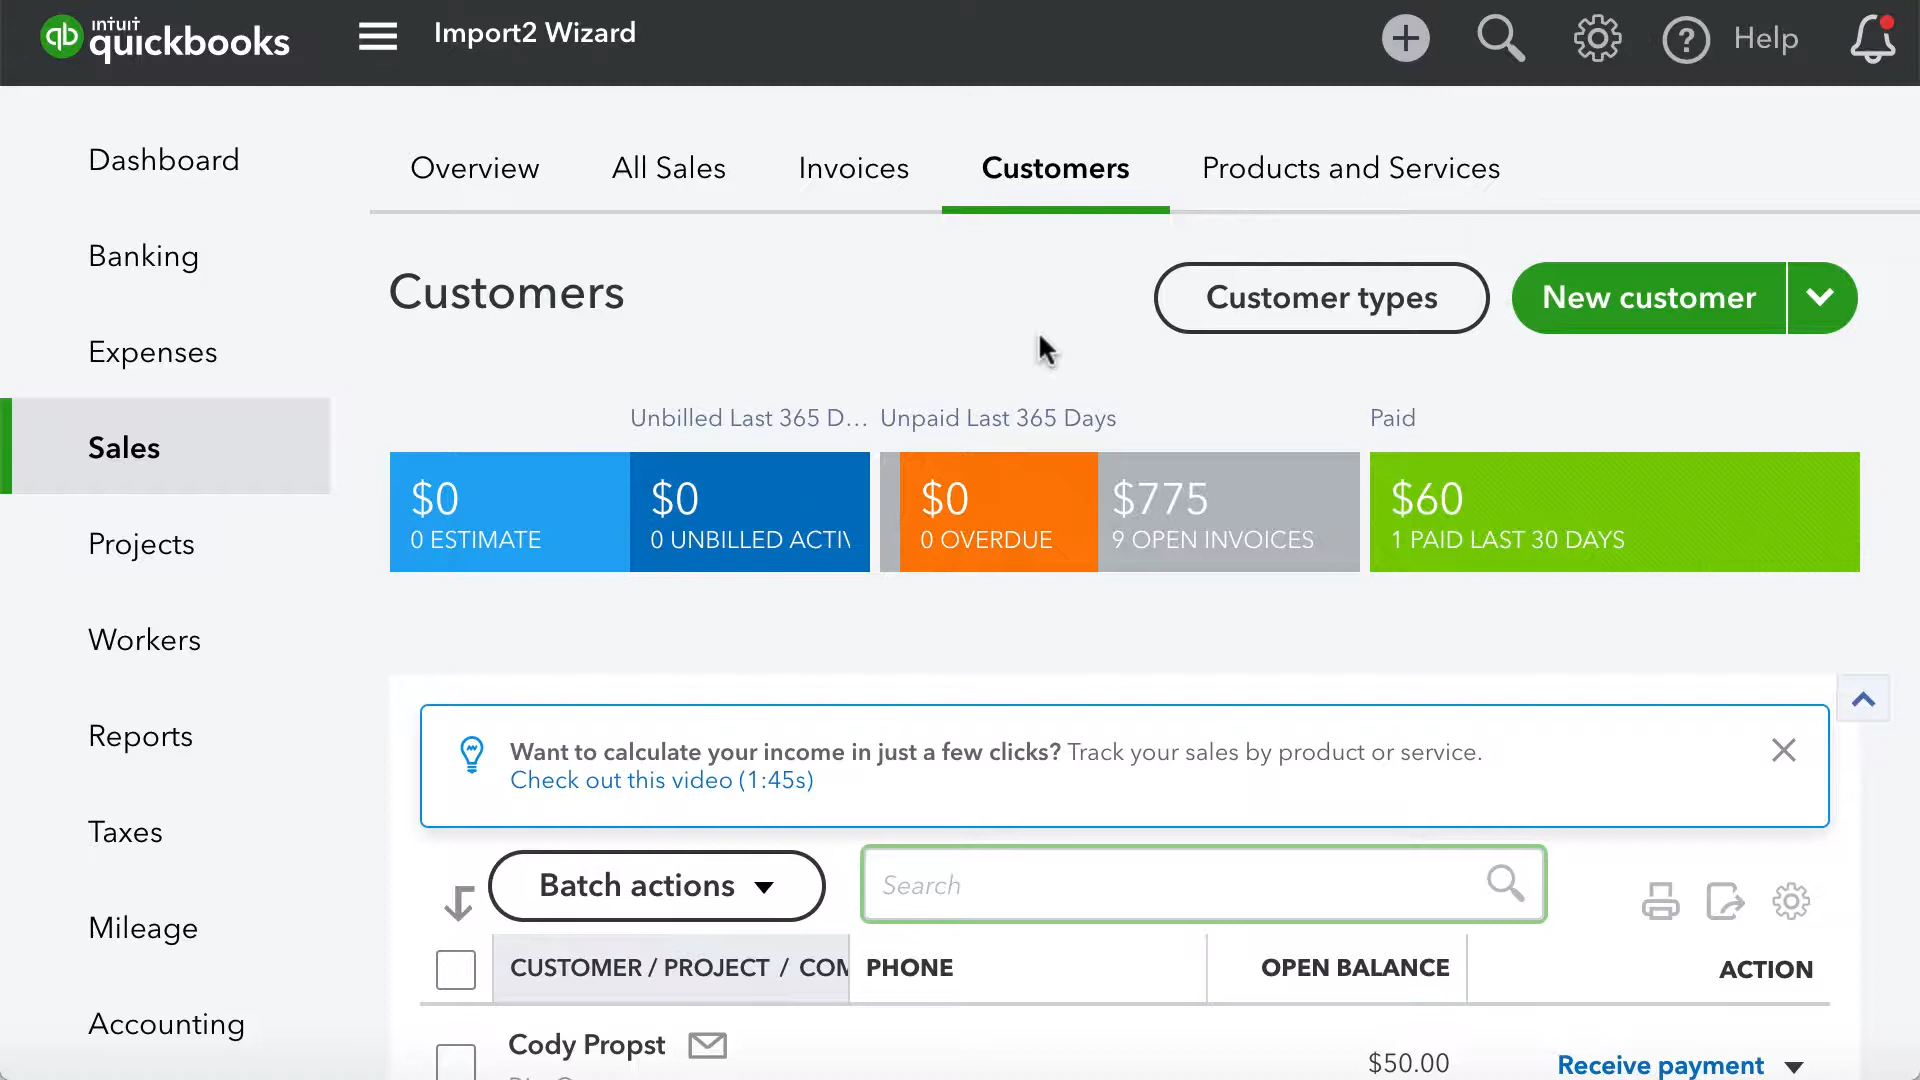 intuit
quickbooks
Import2 Wizard
Help
Dashboard
Banking
Expenses
Sales
Projects
Workers
Reports
Taxes
Mileage
Accounting
Overview
All Sales
Invoices
Customers
Products and Services
Customers
Customer types
New customer
Unbilled Last 365 D...
Unpaid Last 365 Days
Paid
$0
0 ESTIMATE
$0
0 UNBILLED ACTIV
$0
0 OVERDUE
$775
9 OPEN INVOICES
$60
1 PAID LAST 30 DAYS
Want to calculate your income in just a few clicks? Track your sales by product or service.
Check out this video (1:45s)
Batch actions
Search
CUSTOMER / PROJECT / COM
PHONE
OPEN BALANCE
ACTION
Cody Propst
$50.00
Receive payment